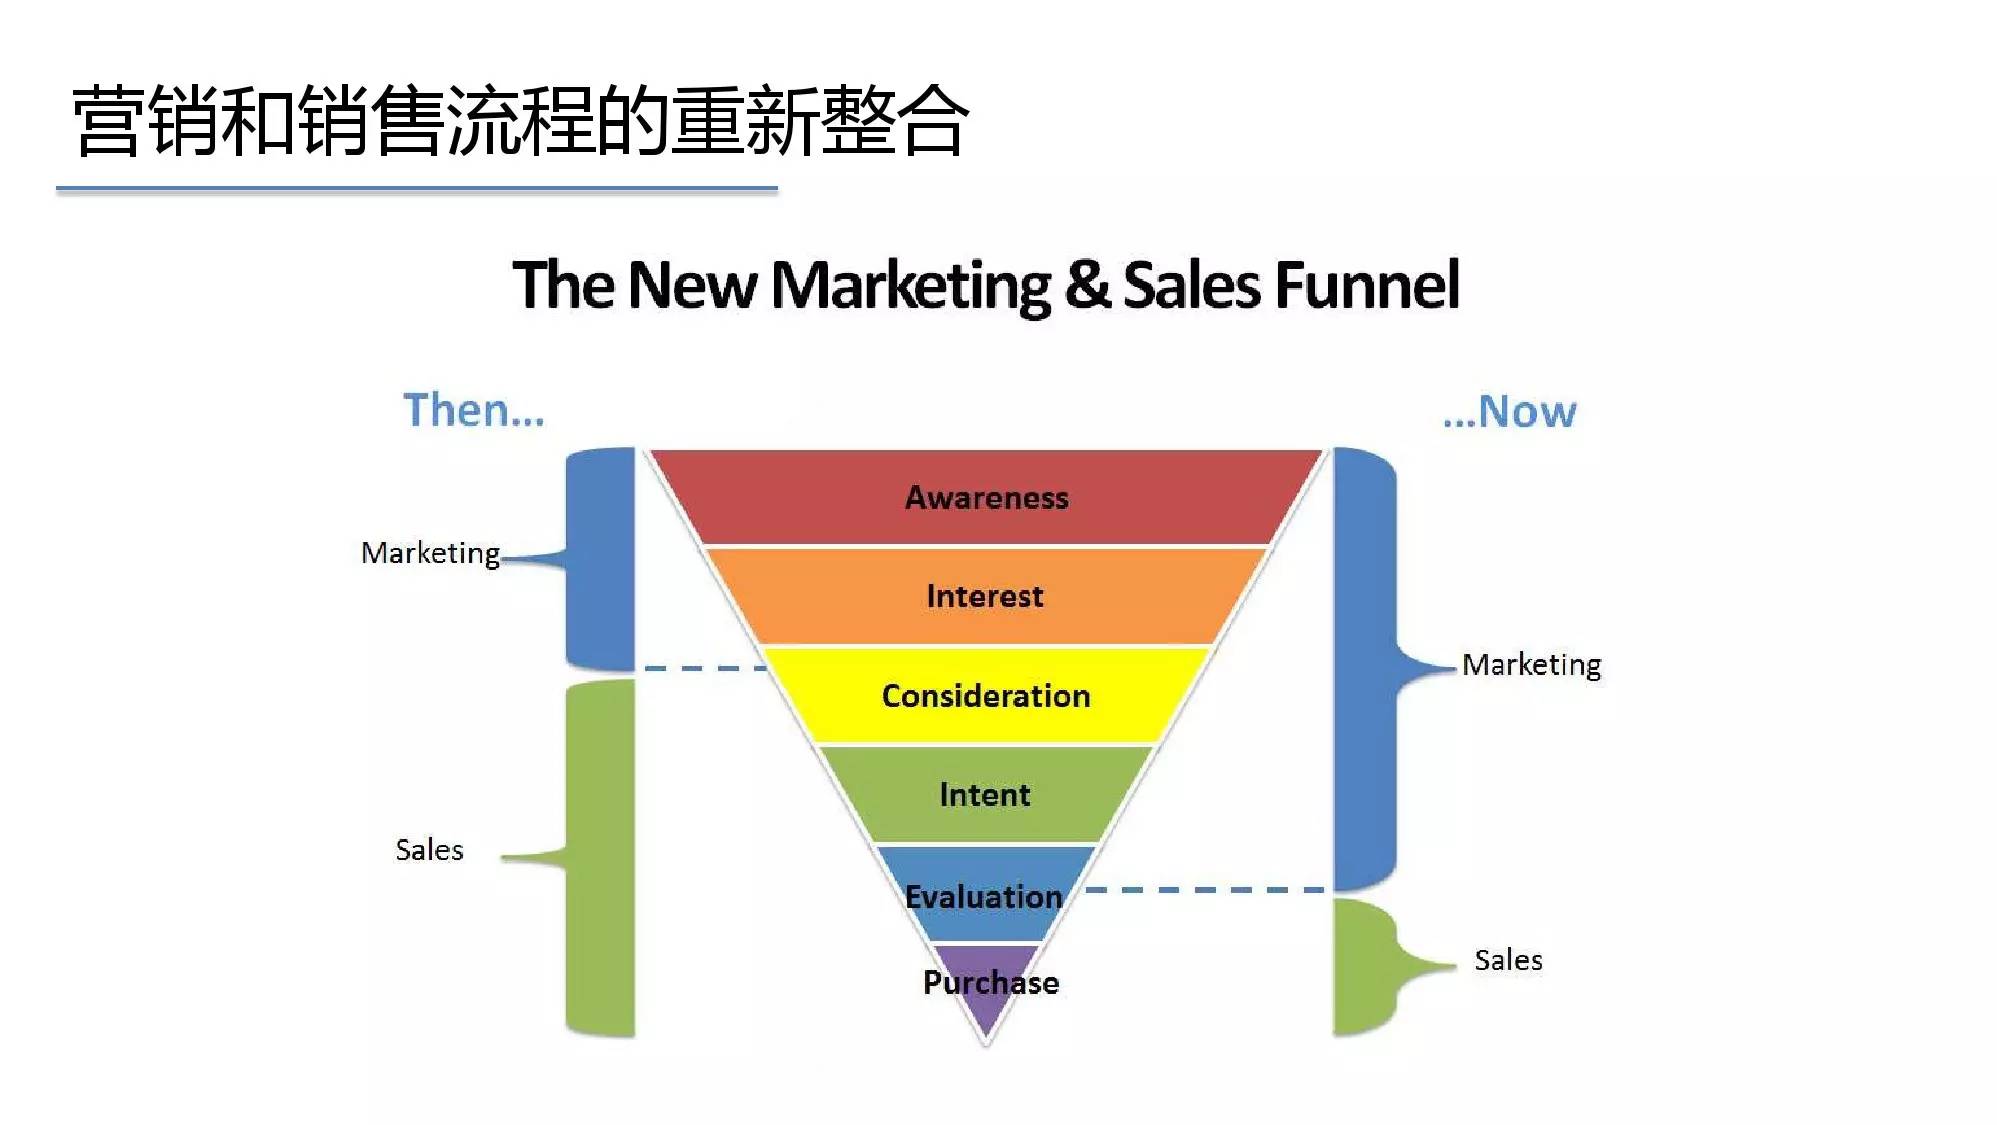 营销和销售流程的重新整合
The New Marketing & Sales Funnel
Then...
...Now
Awareness
Marketing
Interest
Marketing
Consideration
Intent
Sales
Evaluation
Sales
Purchase